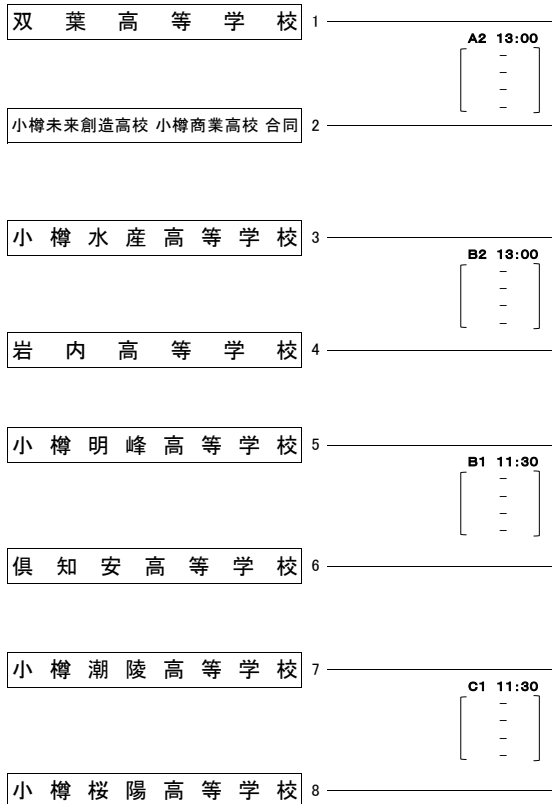 双葉高等学校 1
A2 13:00
-
-
-
-
小樽未来創造高校 小樽商業高校 合同 2
小樽水産高等学校 3
B2 13:00
-
-
-
-
岩内高等学校 4
小樽明峰高等学校 5
B1 11:30
-
-
-
-
倶知安高等学校 6
小樽潮陵高等学校 7
C1 11:30
-
-
-
-
小樽桜陽高等学校 8